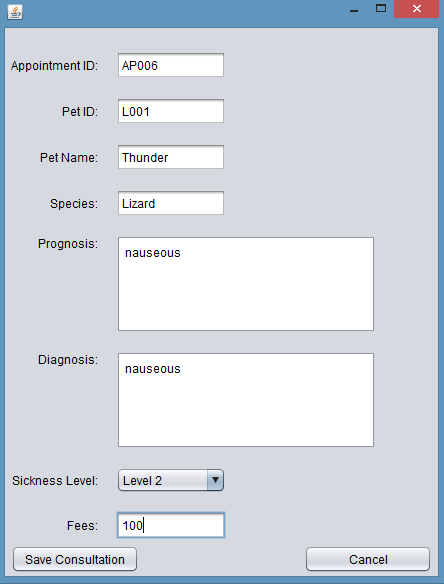 Appointment ID: AP006
Pet ID: L001
Pet Name: Thunder
Species: Lizard
Prognosis: nauseous
Diagnosis: nauseous
Sickness Level: Level 2
Fees: 100
Save Consultation Cancel